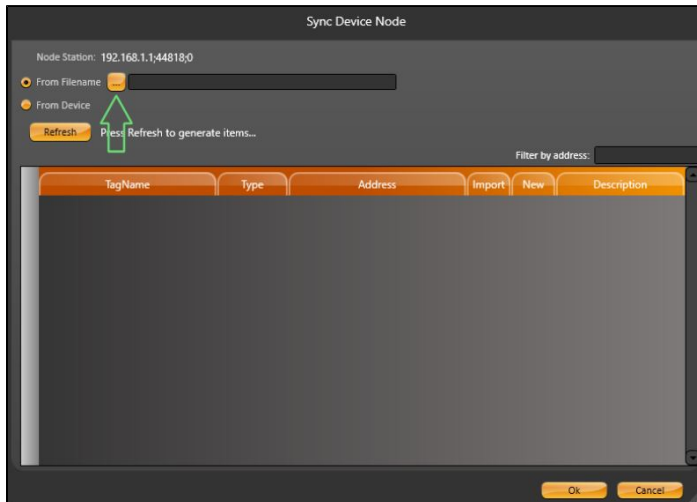 Sync Device Node
Node Station: 192.168.1.1;44818;0
From Filename ...
From Device
Refresh Press Refresh to generate items...
Filter by address:
TagName Type Address Import New Description
Ok Cancel